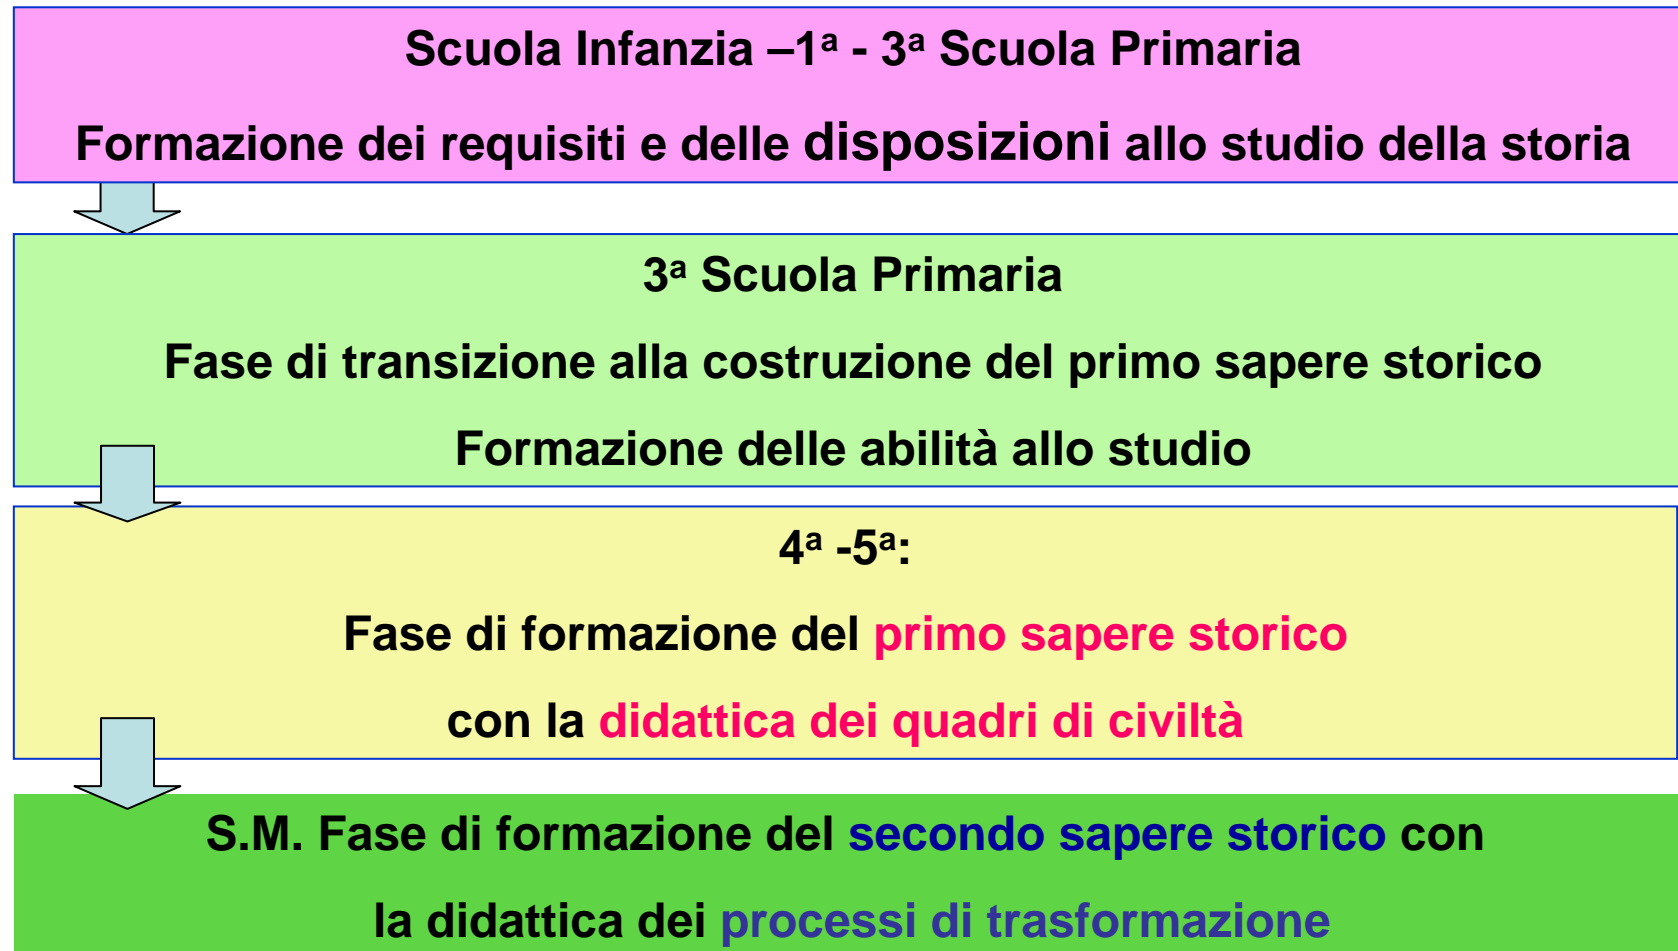 Scuola Infanzia –1ª - 3ª Scuola Primaria
Formazione dei requisiti e delle disposizioni allo studio della storia
3ª Scuola Primaria
Fase di transizione alla costruzione del primo sapere storico
Formazione delle abilità allo studio
4ª -5ª:
Fase di formazione del primo sapere storico
con la didattica dei quadri di civiltà
S.M. Fase di formazione del secondo sapere storico con
la didattica dei processi di trasformazione